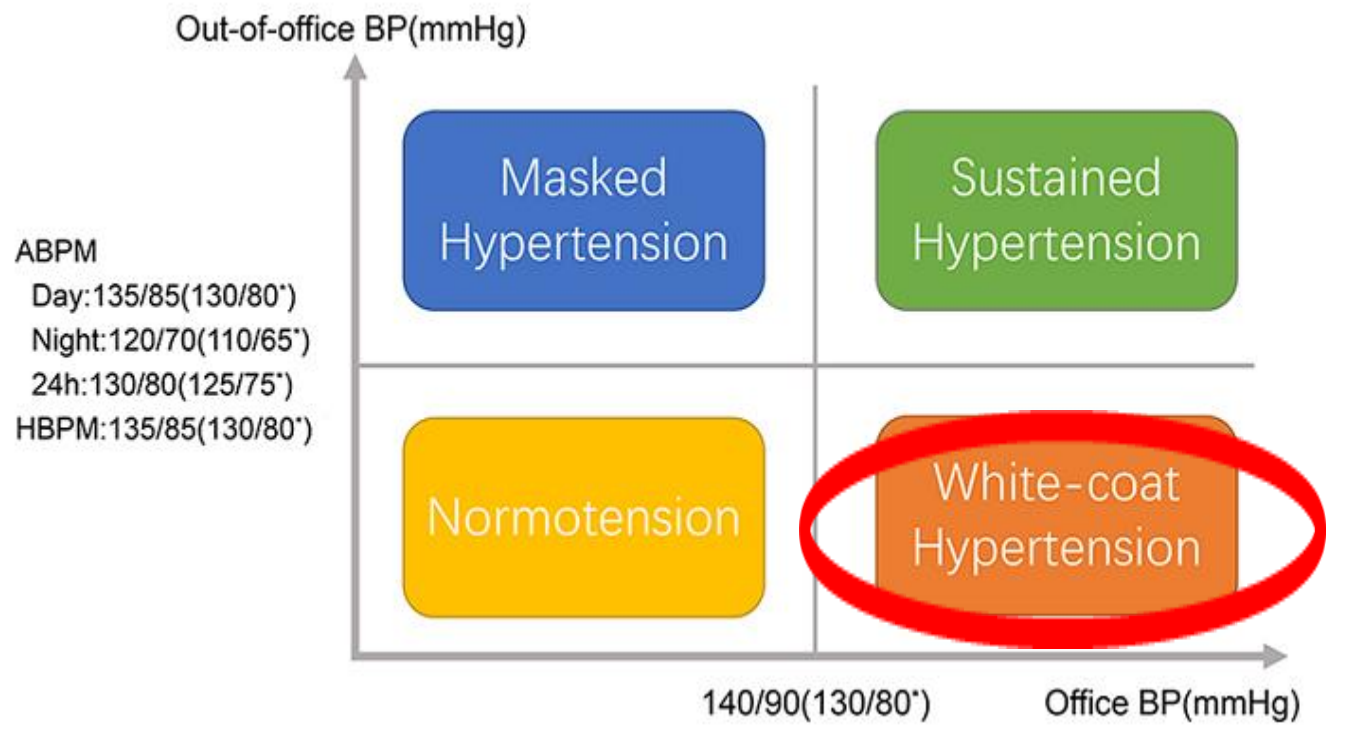 Out-of-office BP(mmHg)
Masked
Hypertension
Sustained
Hypertension
ABPM
Day:135/85(130/80*)
Night:120/70(110/65*)
24h:130/80(125/75*)
HBPM:135/85(130/80*)
Normotension
White-coat
Hypertension
140/90(130/80*)
Office BP(mmHg)